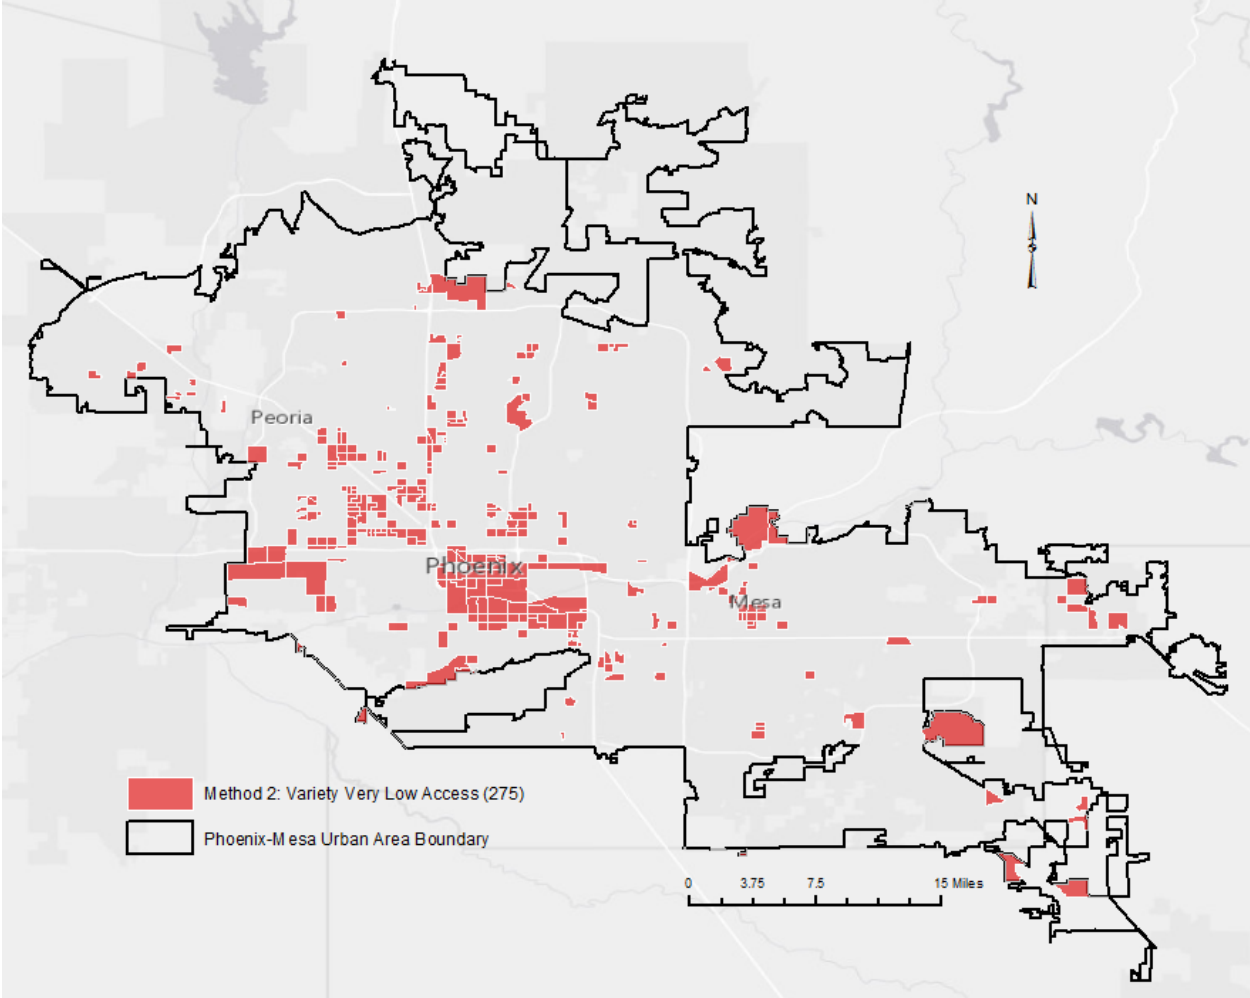 N
Peoria
Phoenix
Mesa
Method 2: Variety Very Low Access (275)
Phoenix-Mesa Urban Area Boundary
0 3.75 7.5 15 Miles